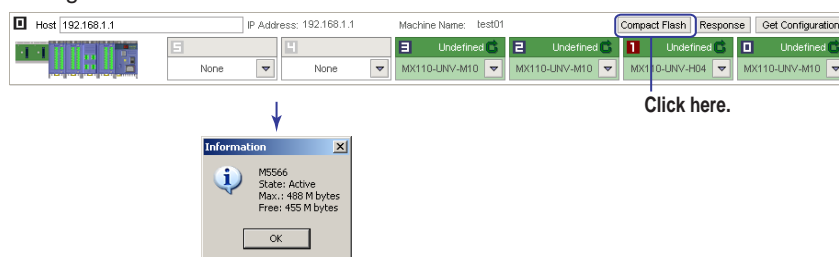 0 Host 192.168.1.1 IP Address: 192.168.1.1 Machine Name: test01 Compact Flash Response Get Configuration
5 4 3 Undefined 2 Undefined 1 Undefined 0 Undefined
None None MX110-UNV-M10 MX110-UNV-M10 MX110-UNV-H04 MX110-UNV-M10
Click here.
Information
M5566
State: Active
Max.: 488 M bytes
Free: 455 M bytes
OK